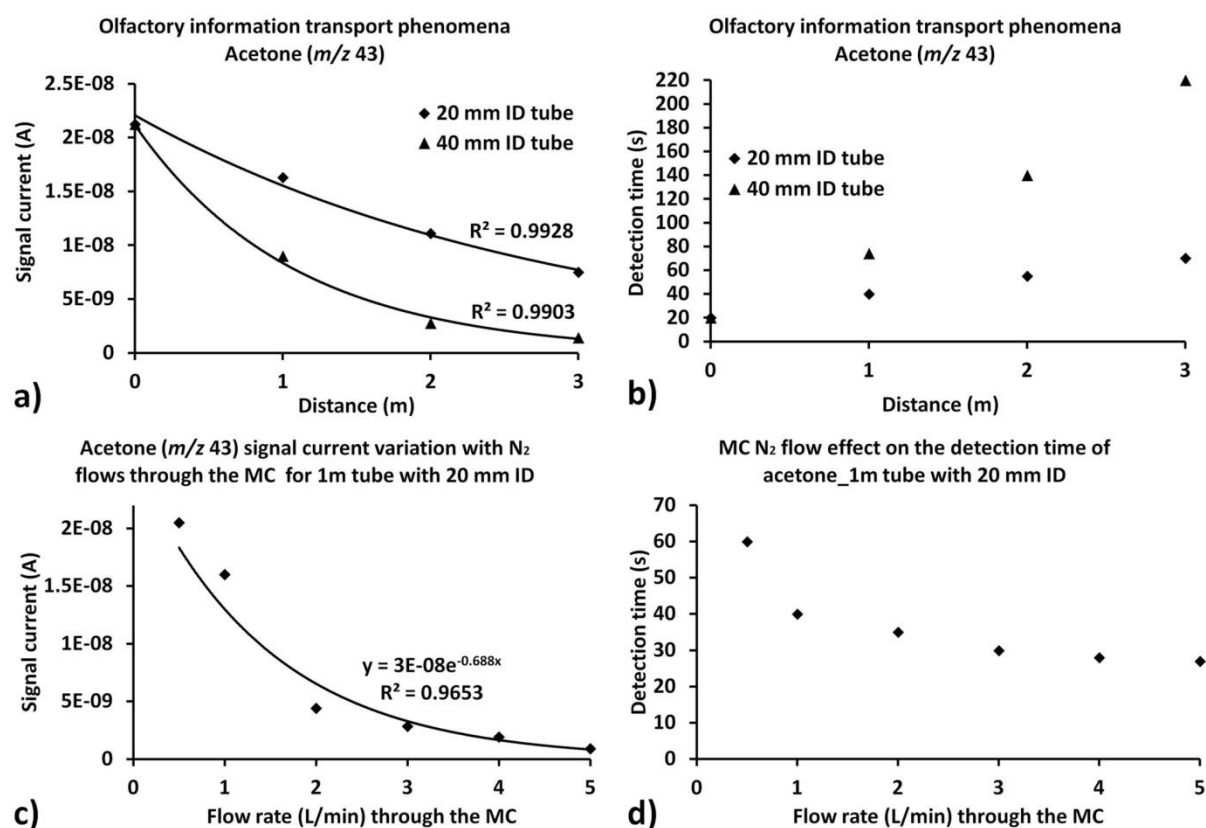 Olfactory information transport phenomena
Acetone (m/z 43)
2.5E-08
2E-08
1.5E-08
1E-08
5E-09
0
Signal current (A)
20 mm ID tube
40 mm ID tube
R² = 0.9928
R² = 0.9903
0 1 2 3
Distance (m)
a)
Olfactory information transport phenomena
Acetone (m/z 43)
220
200
180
160
140
120
100
80
60
40
20
0
Detection time (s)
20 mm ID tube
40 mm ID tube
0 1 2 3
Distance (m)
b)
Acetone (m/z 43) signal current variation with N₂
flows through the MC for 1m tube with 20 mm ID
2E-08
1.5E-08
1E-08
5E-09
0
Signal current (A)
y = 3E-08e⁻⁰·⁶⁸⁸ˣ
R² = 0.9653
0 1 2 3 4 5
Flow rate (L/min) through the MC
c)
MC N₂ flow effect on the detection time of
acetone_1m tube with 20 mm ID
70
60
50
40
30
20
10
0
Detection time (s)
0 1 2 3 4 5
Flow rate (L/min) through the MC
d)